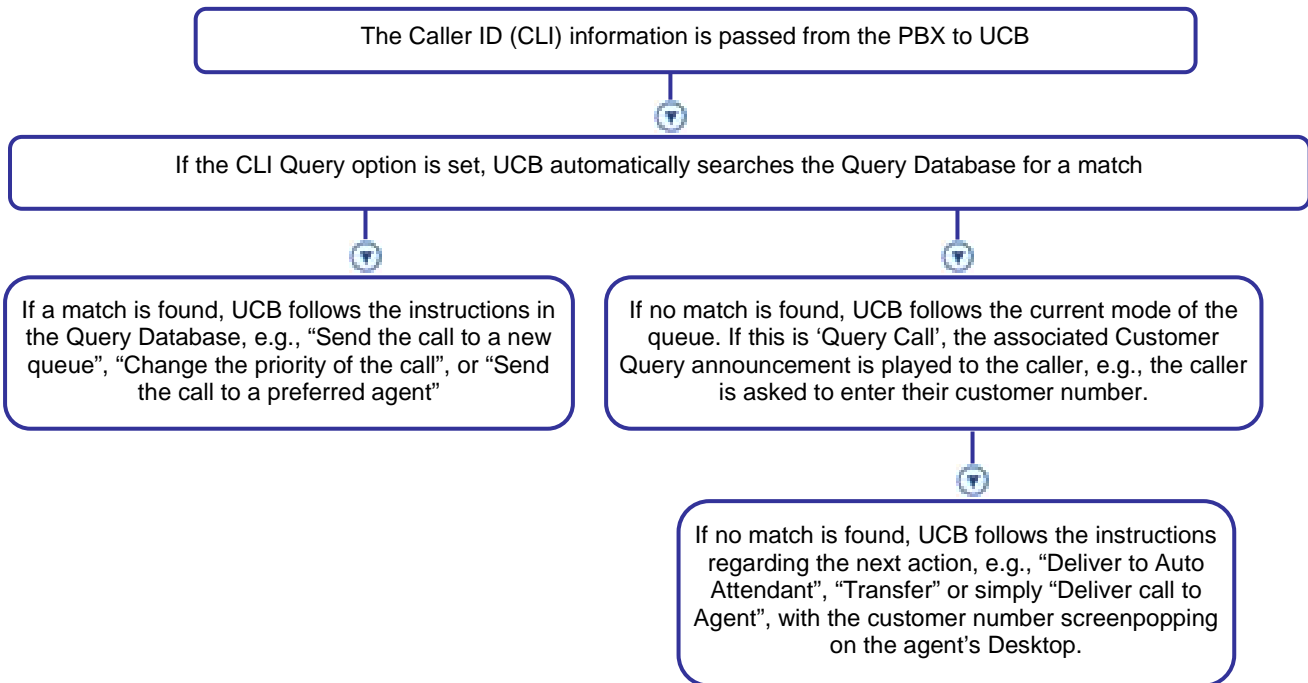 The Caller ID (CLI) information is passed from the PBX to UCB
If the CLI Query option is set, UCB automatically searches the Query Database for a match
If a match is found, UCB follows the instructions in
the Query Database, e.g., “Send the call to a new
queue”, “Change the priority of the call”, or “Send
the call to a preferred agent”
If no match is found, UCB follows the current mode of the
queue. If this is ‘Query Call’, the associated Customer
Query announcement is played to the caller, e.g., the caller
is asked to enter their customer number.
If no match is found, UCB follows the instructions
regarding the next action, e.g., “Deliver to Auto
Attendant”, “Transfer” or simply “Deliver call to
Agent”, with the customer number screenpopping
on the agent’s Desktop.